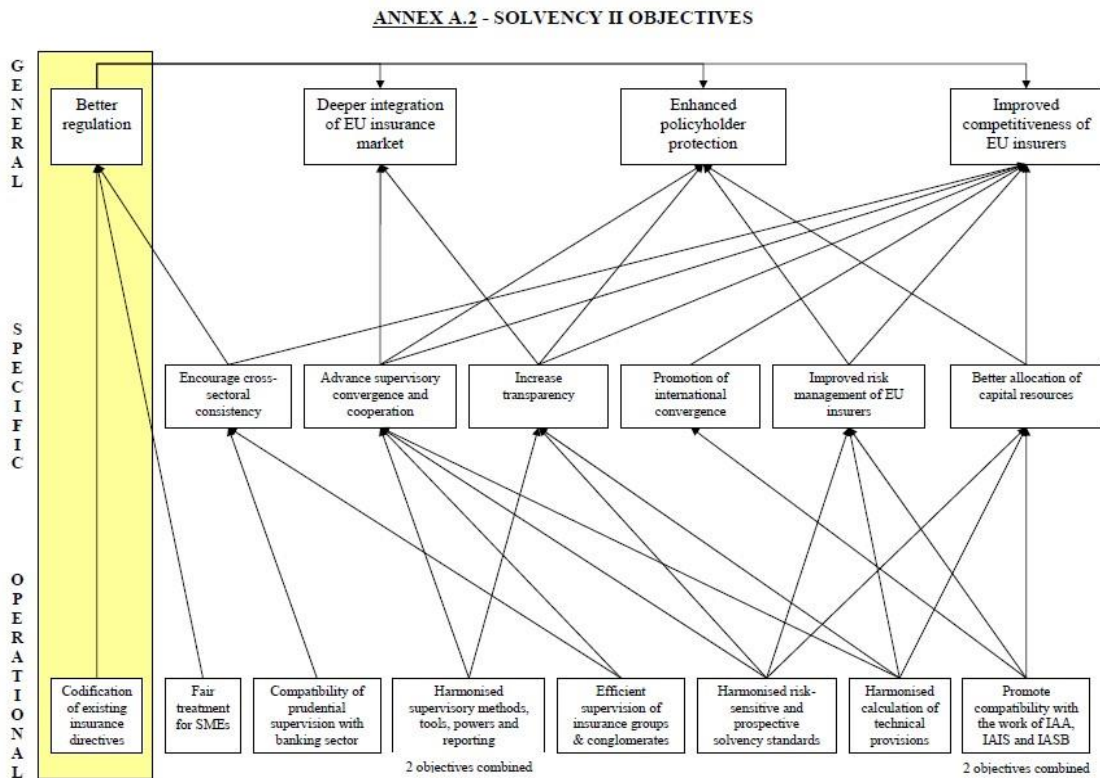 ANNEX A.2 - SOLVENCY II OBJECTIVES
GENERAL
Better
regulation
Deeper integration
of EU insurance
market
Enhanced
policyholder
protection
Improved
competitiveness of
EU insurers
SPECIFIC
Encourage cross-
sectoral
consistency
Advance supervisory
convergence and
cooperation
Increase
transparency
Promotion of
international
convergence
Improved risk
management of EU
insurers
Better allocation of
capital resources
OPERATIONAL
Codification
of existing
insurance
directives
Fair
treatment
for SMEs
Compatibility of
prudential
supervision with
banking sector
Harmonised
supervisory methods,
tools, powers and
reporting
2 objectives combined
Efficient
supervision of
insurance groups
& conglomerates
Harmonised risk-
sensitive and
prospective
solvency standards
Harmonised
calculation of
technical
provisions
Promote
compatibility with
the work of IAA,
IAIS and IASB
2 objectives combined